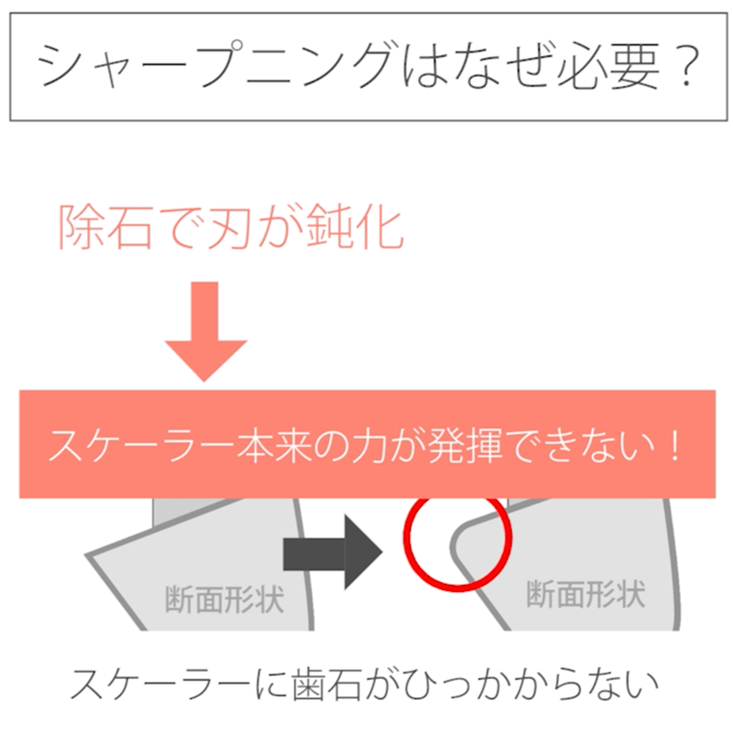 シャープニングはなぜ必要？
除石で刃が鈍化
スケーラー本来の力が発揮できない！
断面形状
断面形状
スケーラーに歯石がひっかからない